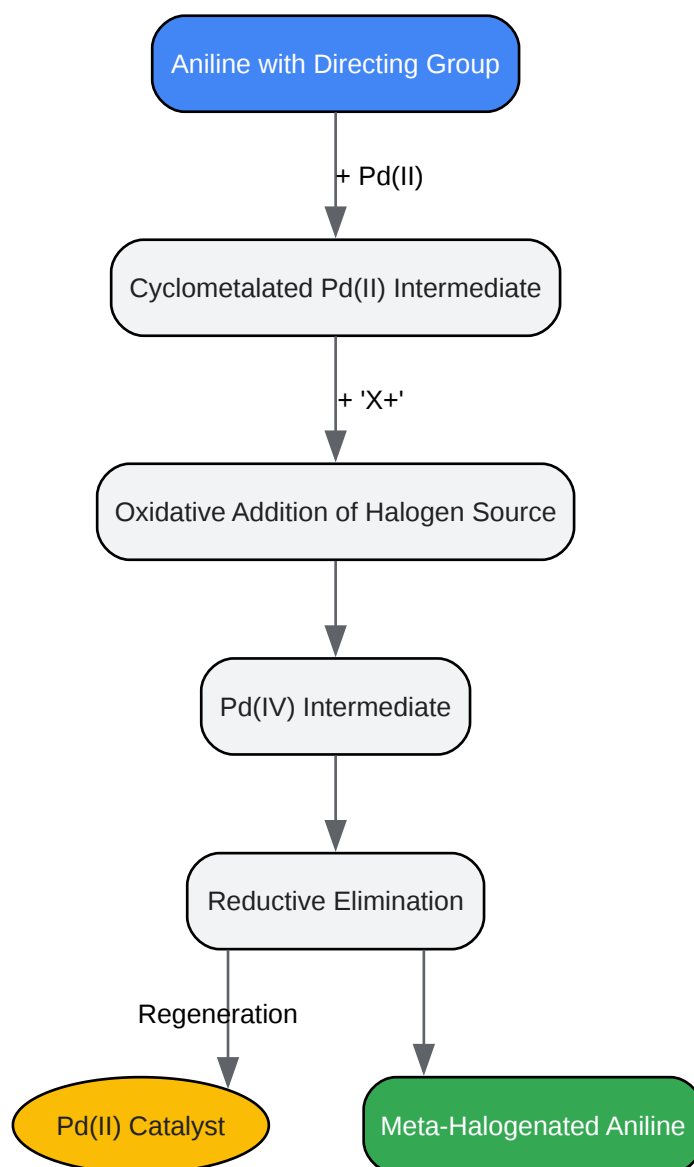 Aniline with Directing Group
+ Pd(II)
Cyclometalated Pd(II) Intermediate
+ 'X+'
Oxidative Addition of Halogen Source
Pd(IV) Intermediate
Reductive Elimination
Regeneration
Pd(II) Catalyst
Meta-Halogenated Aniline